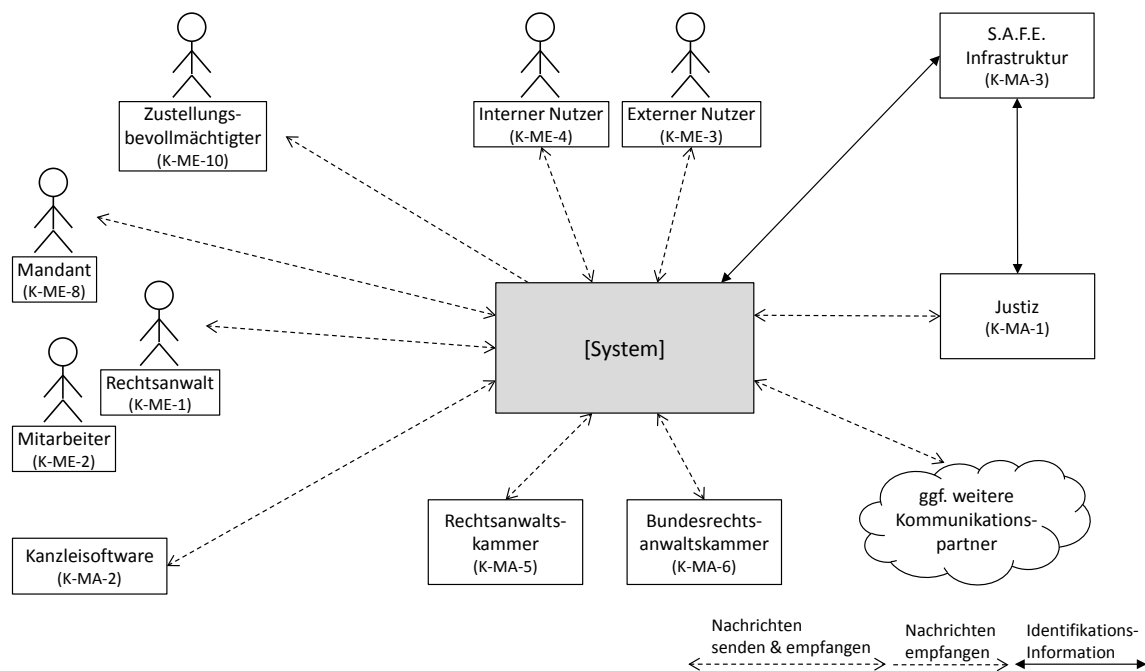 Zustellungs-
bevollmächtigter
(K-ME-10)
Interner Nutzer
(K-ME-4)
Externer Nutzer
(K-ME-3)
S.A.F.E.
Infrastruktur
(K-MA-3)
Mandant
(K-ME-8)
Rechtsanwalt
(K-ME-1)
Mitarbeiter
(K-ME-2)
[System]
Justiz
(K-MA-1)
Kanzleisoftware
(K-MA-2)
Rechtsanwalts-
kammer
(K-MA-5)
Bundesrechts-
anwaltskammer
(K-MA-6)
ggf. weitere
Kommunikations-
partner
Nachrichten
senden & empfangen
Nachrichten
empfangen
Identifikations-
Information